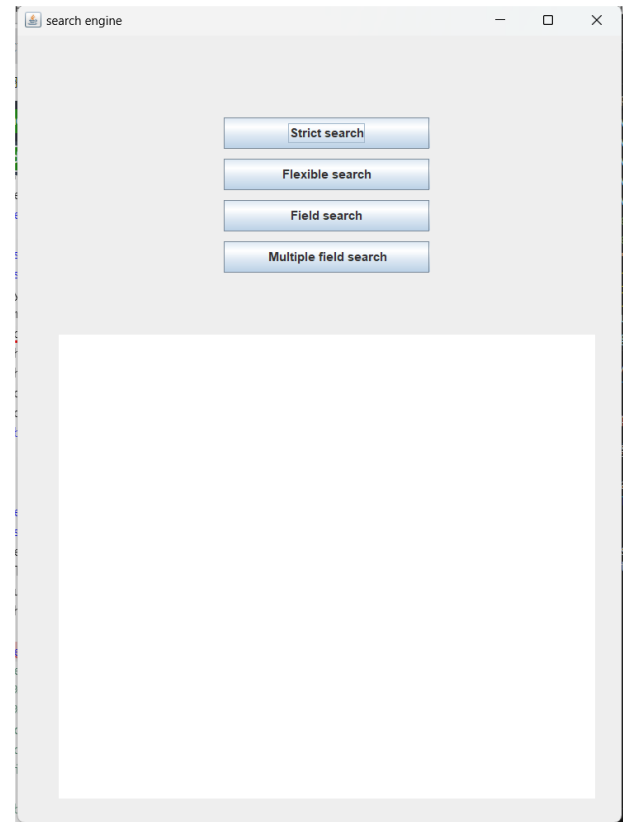 search engine
Strict search
Flexible search
Field search
Multiple field search